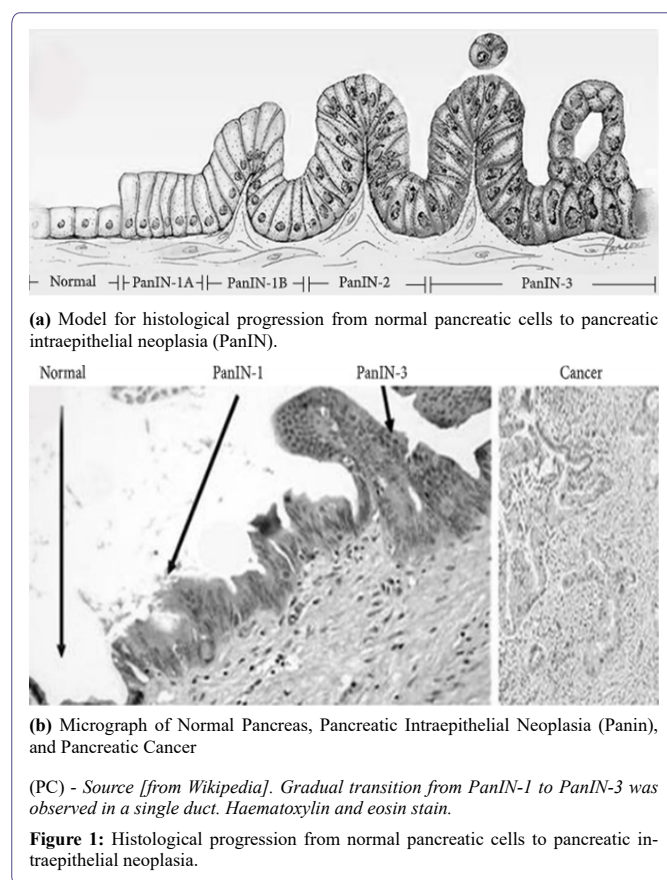 Normal PanIN-1A PanIN-1B PanIN-2 PanIN-3
(a) Model for histological progression from normal pancreatic cells to pancreatic
intraepithelial neoplasia (PanIN).
Normal PanIN-1 PanIN-3 Cancer
(b) Micrograph of Normal Pancreas, Pancreatic Intraepithelial Neoplasia (Panin),
and Pancreatic Cancer
(PC) - Source [from Wikipedia]. Gradual transition from PanIN-1 to PanIN-3 was
observed in a single duct. Haematoxylin and eosin stain.
Figure 1: Histological progression from normal pancreatic cells to pancreatic in-
traepithelial neoplasia.